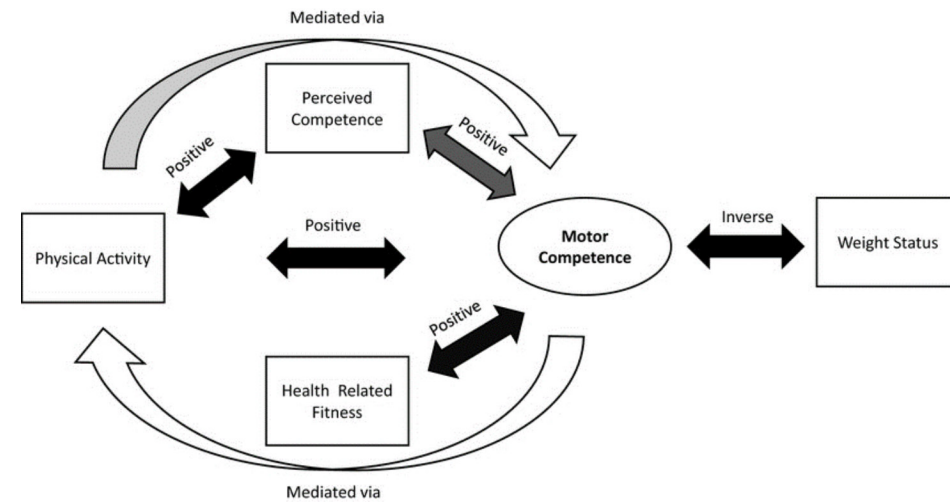 Mediated via
Perceived
Competence
Positive
Positive
Physical Activity
Positive
Motor
Competence
Inverse
Weight Status
Positive
Health Related
Fitness
Mediated via